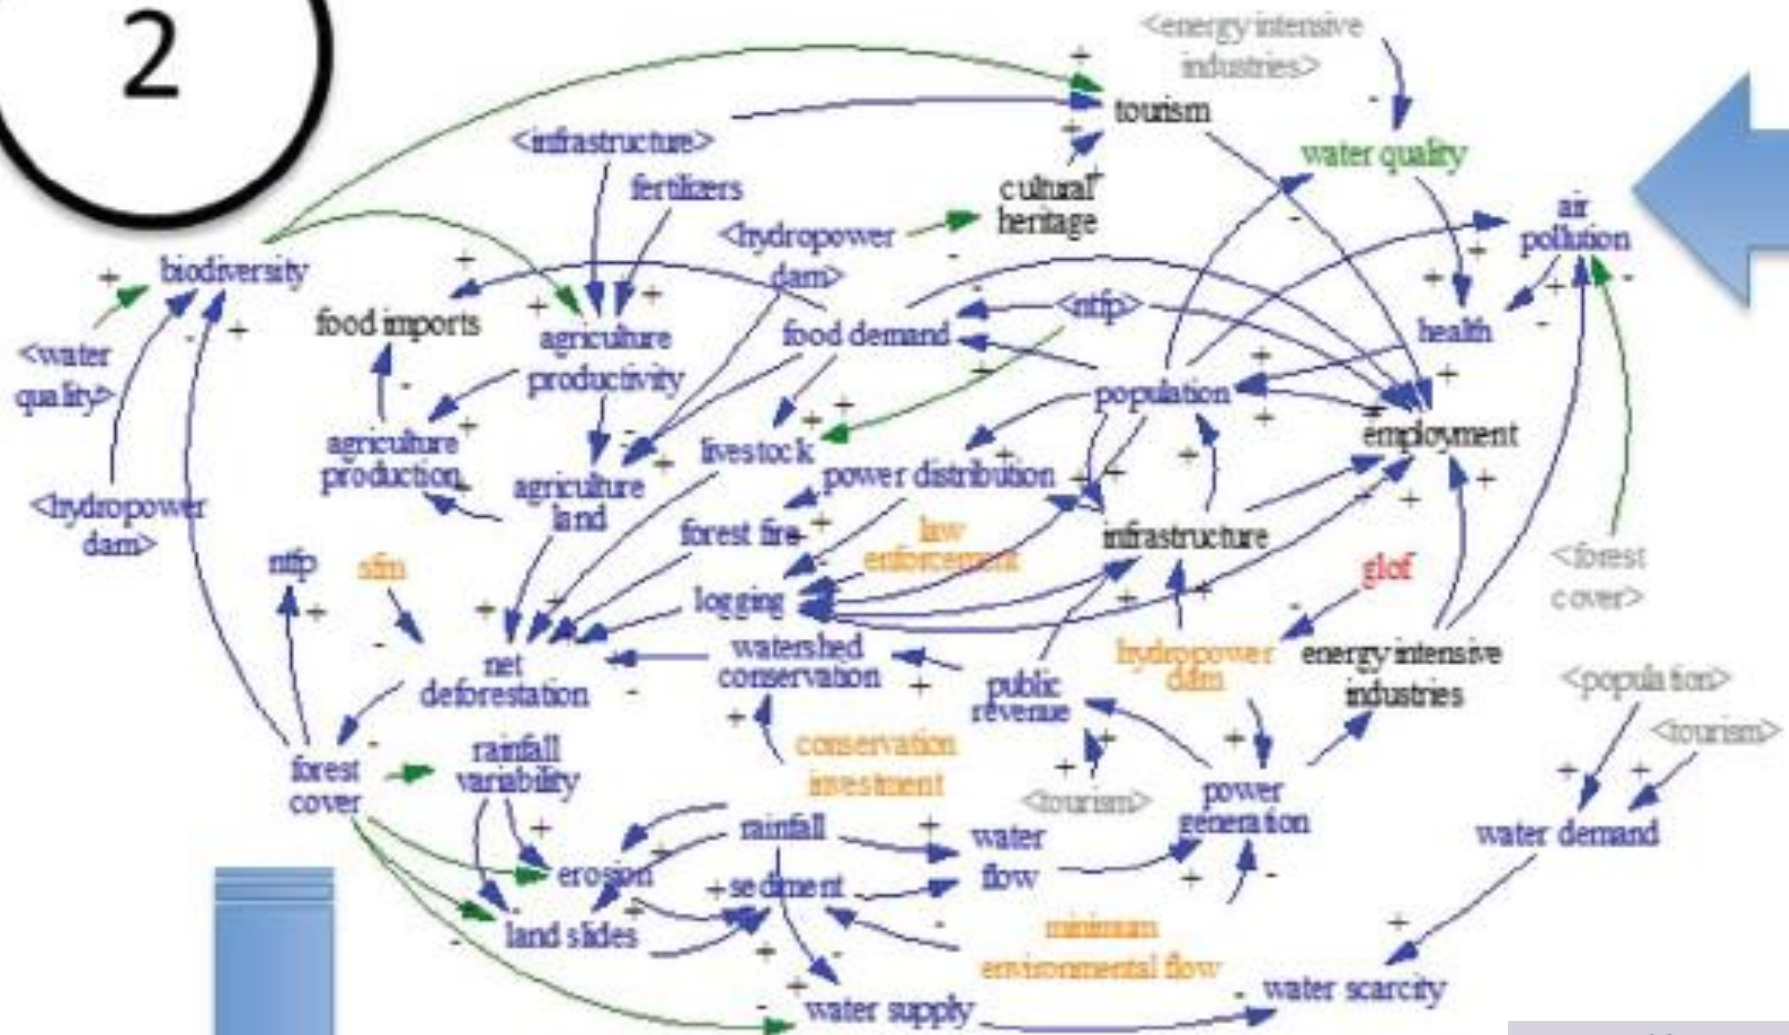 2
<energy intensive
industries>
tourism
<infrastructure>
fertilizers
water quality
cultural
heritage
<hydropower
dam>
air
pollution
biodiversity
food imports
agriculture
productivity
food demand
<ntfp>
health
<water
quality>
population
agriculture
production
livestock
employment
power distribution
agriculture
land
<hydropower
dam>
forest fire
law
enforcement
infrastructure
ntfp
sfm
glof
<forest
cover>
logging
watershed
conservation
net
deforestation
public
revenue
hydropower
dam
energy intensive
industries
<population>
<tourism>
conservation
investment
rainfall
variability
forest
cover
<tourism>
power
generation
rainfall
water
flow
water demand
erosion
sediment
land slides
minimum
environmental flow
water supply
water scarcity